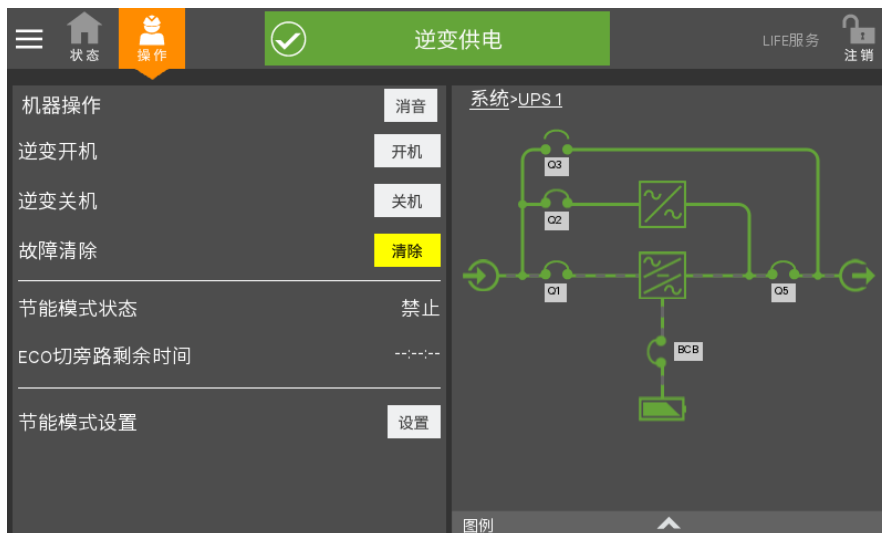 状态
操作
逆变供电
LIFE服务
注销
机器操作
消音
逆变开机
开机
逆变关机
关机
故障清除
清除
节能模式状态
禁止
ECO切旁路剩余时间
--:--:--
节能模式设置
设置
系统>UPS 1
Q3
Q2
Q1
Q5
BCB
图例